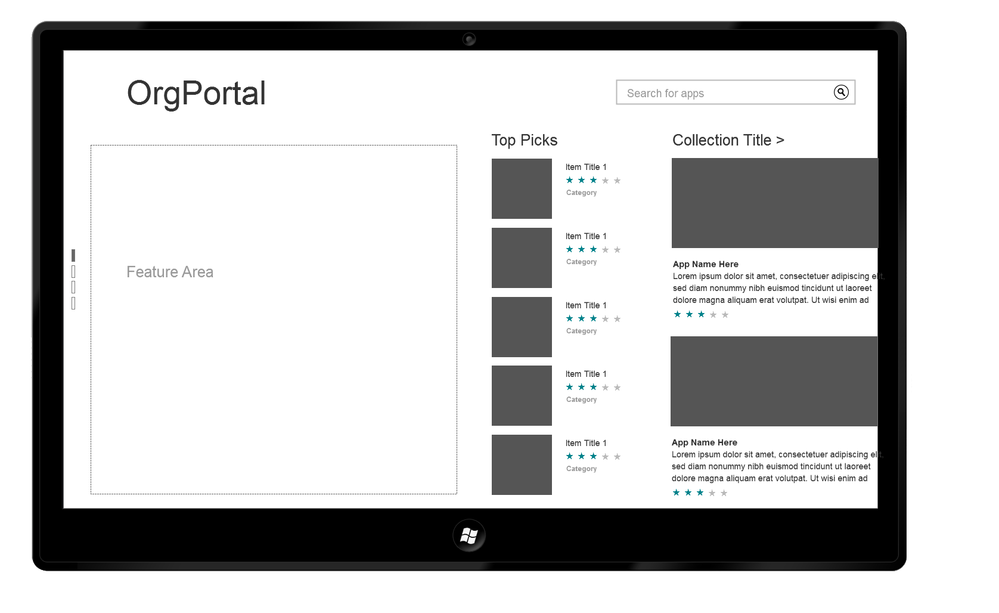 OrgPortal
Search for apps
Feature Area
Top Picks
Item Title 1
Category
Item Title 1
Category
Item Title 1
Category
Item Title 1
Category
Item Title 1
Category
Collection Title >
App Name Here
Lorem ipsum dolor sit amet, consectetuer adipiscing elit,
sed diam nonummy nibh euismod tincidunt ut laoreet
dolore magna aliquam erat volutpat. Ut wisi enim ad
App Name Here
Lorem ipsum dolor sit amet, consectetuer adipiscing elit,
sed diam nonummy nibh euismod tincidunt ut laoreet
dolore magna aliquam erat volutpat. Ut wisi enim ad